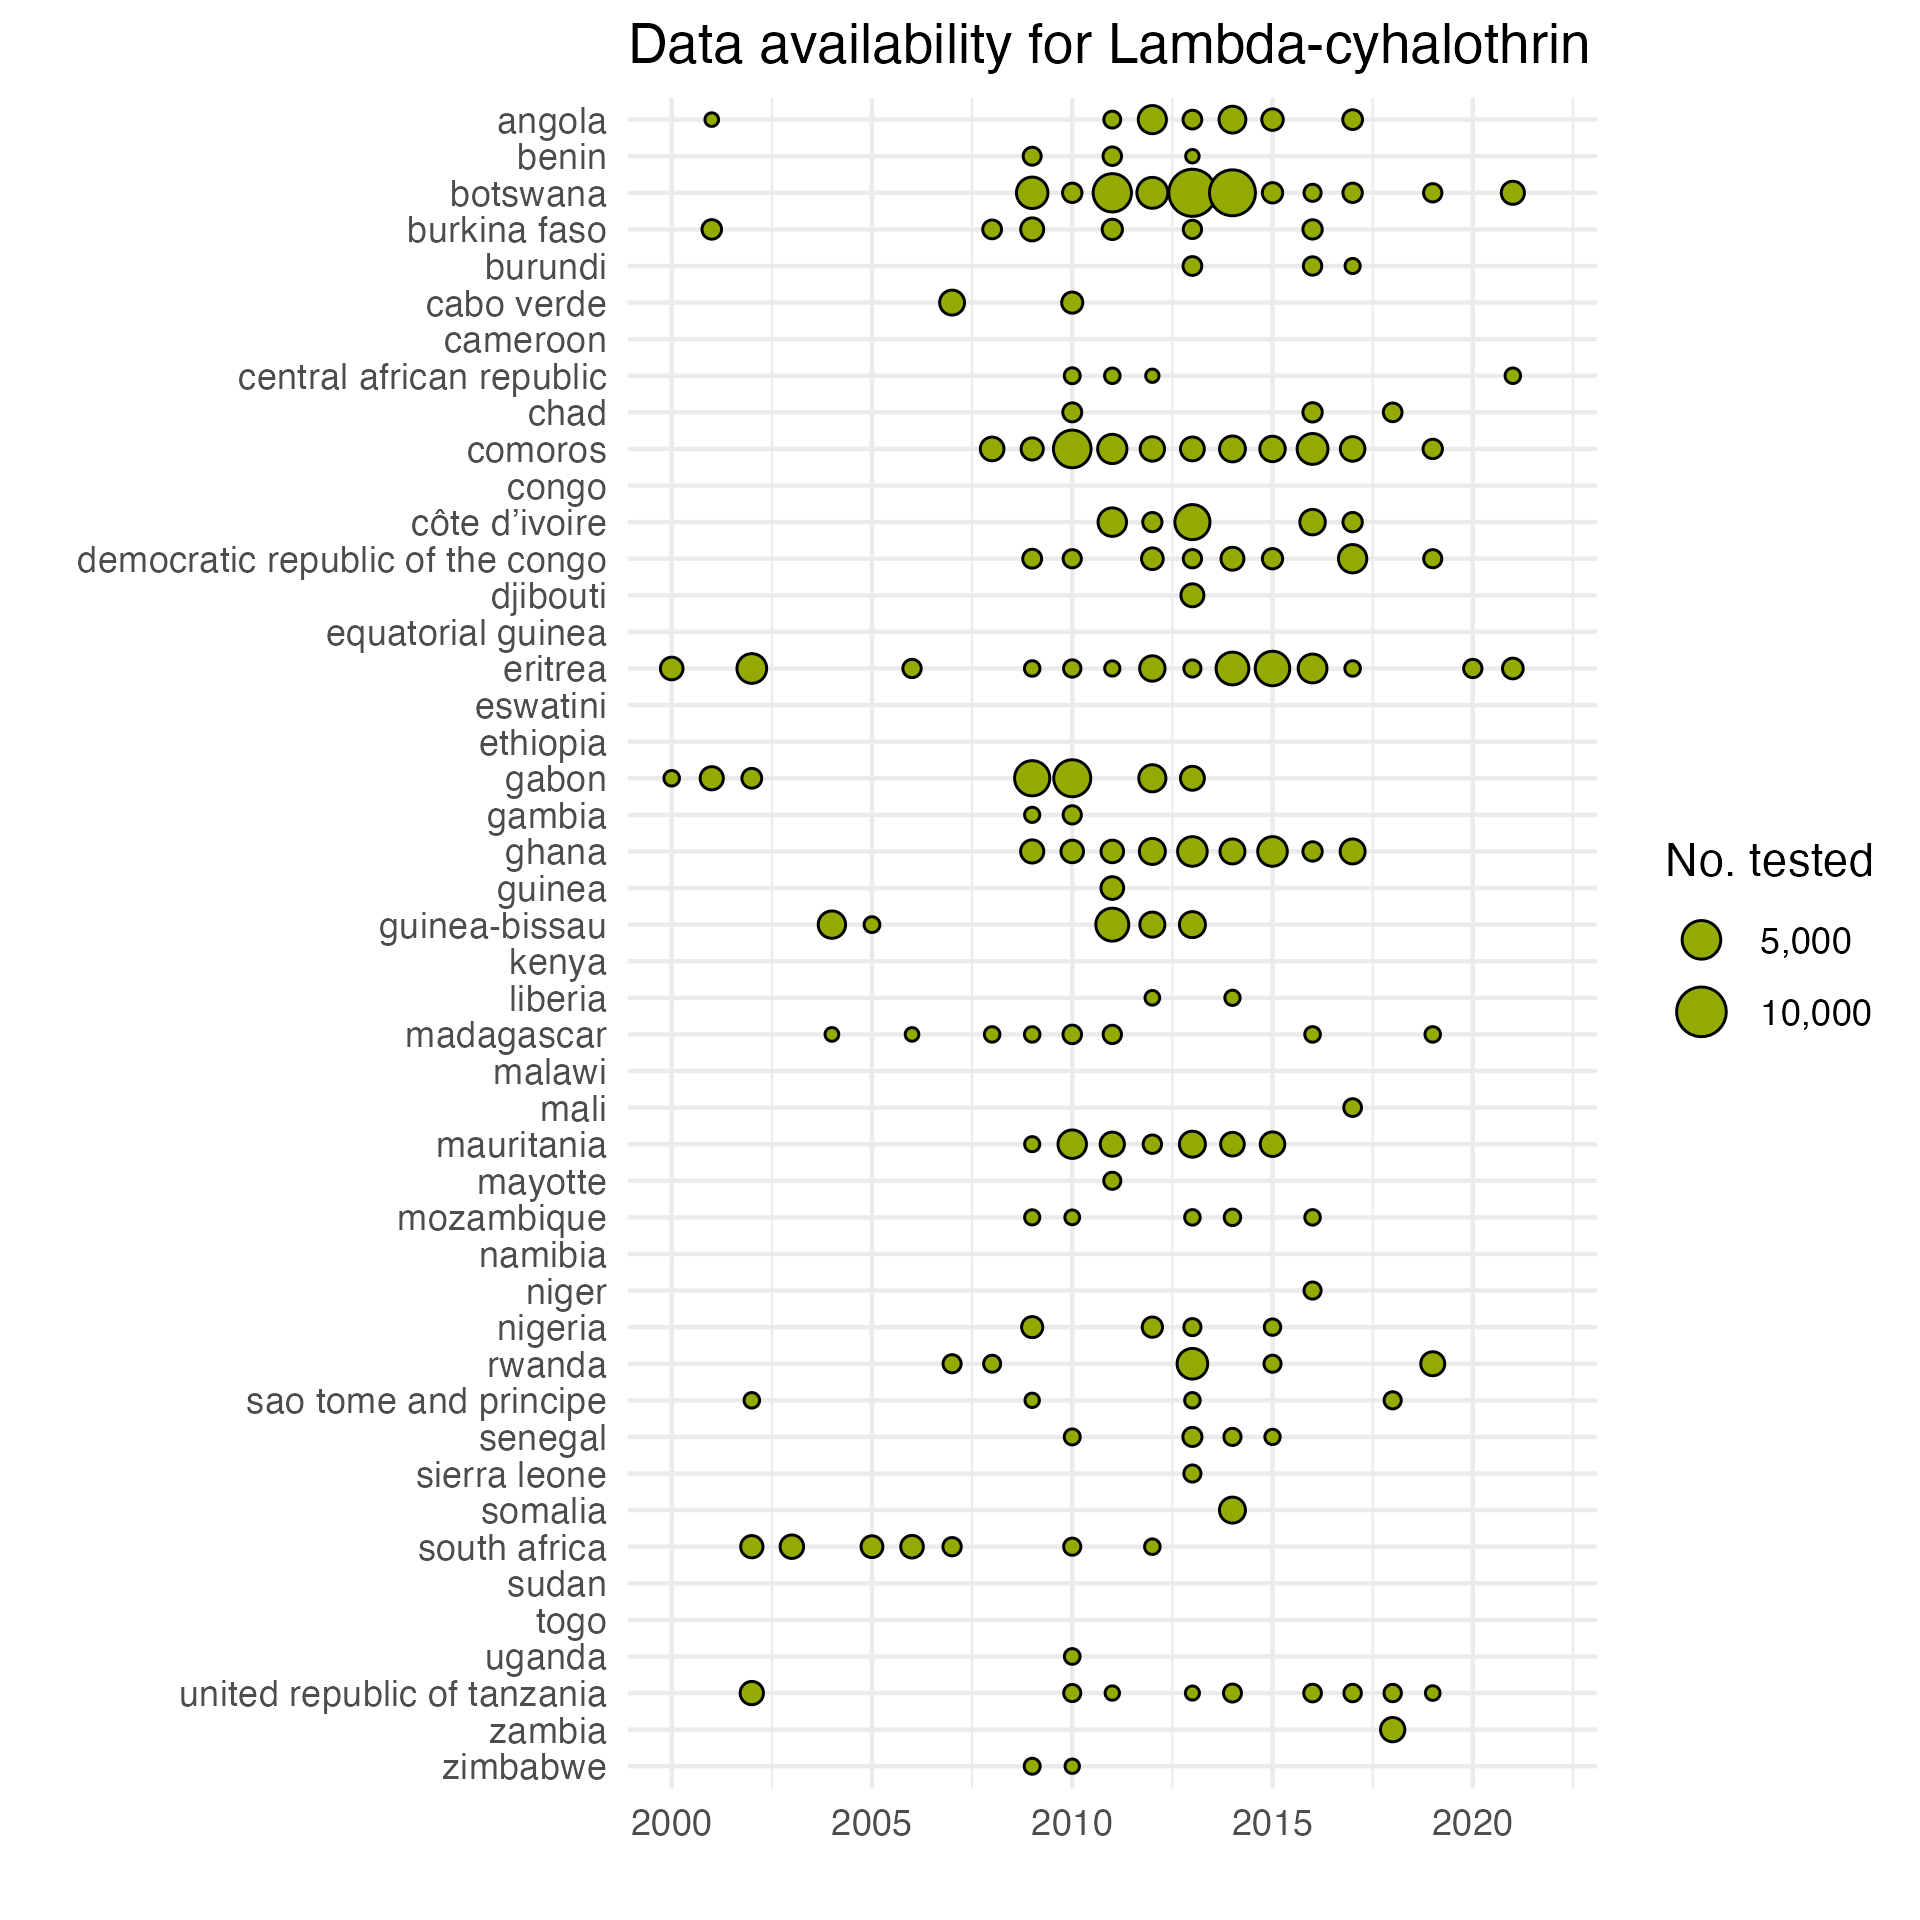 Data availability for Lambda-cyhalothrin
angola
benin
botswana
burkina faso
burundi
cabo verde
cameroon
central african republic
chad
comoros
congo
côte d’ivoire
democratic republic of the congo
djibouti
equatorial guinea
eritrea
eswatini
ethiopia
gabon
gambia
ghana
guinea
guinea-bissau
kenya
liberia
madagascar
malawi
mali
mauritania
mayotte
mozambique
namibia
niger
nigeria
rwanda
sao tome and principe
senegal
sierra leone
somalia
south africa
sudan
togo
uganda
united republic of tanzania
zambia
zimbabwe
2000 2005 2010 2015 2020
No. tested
5,000
10,000